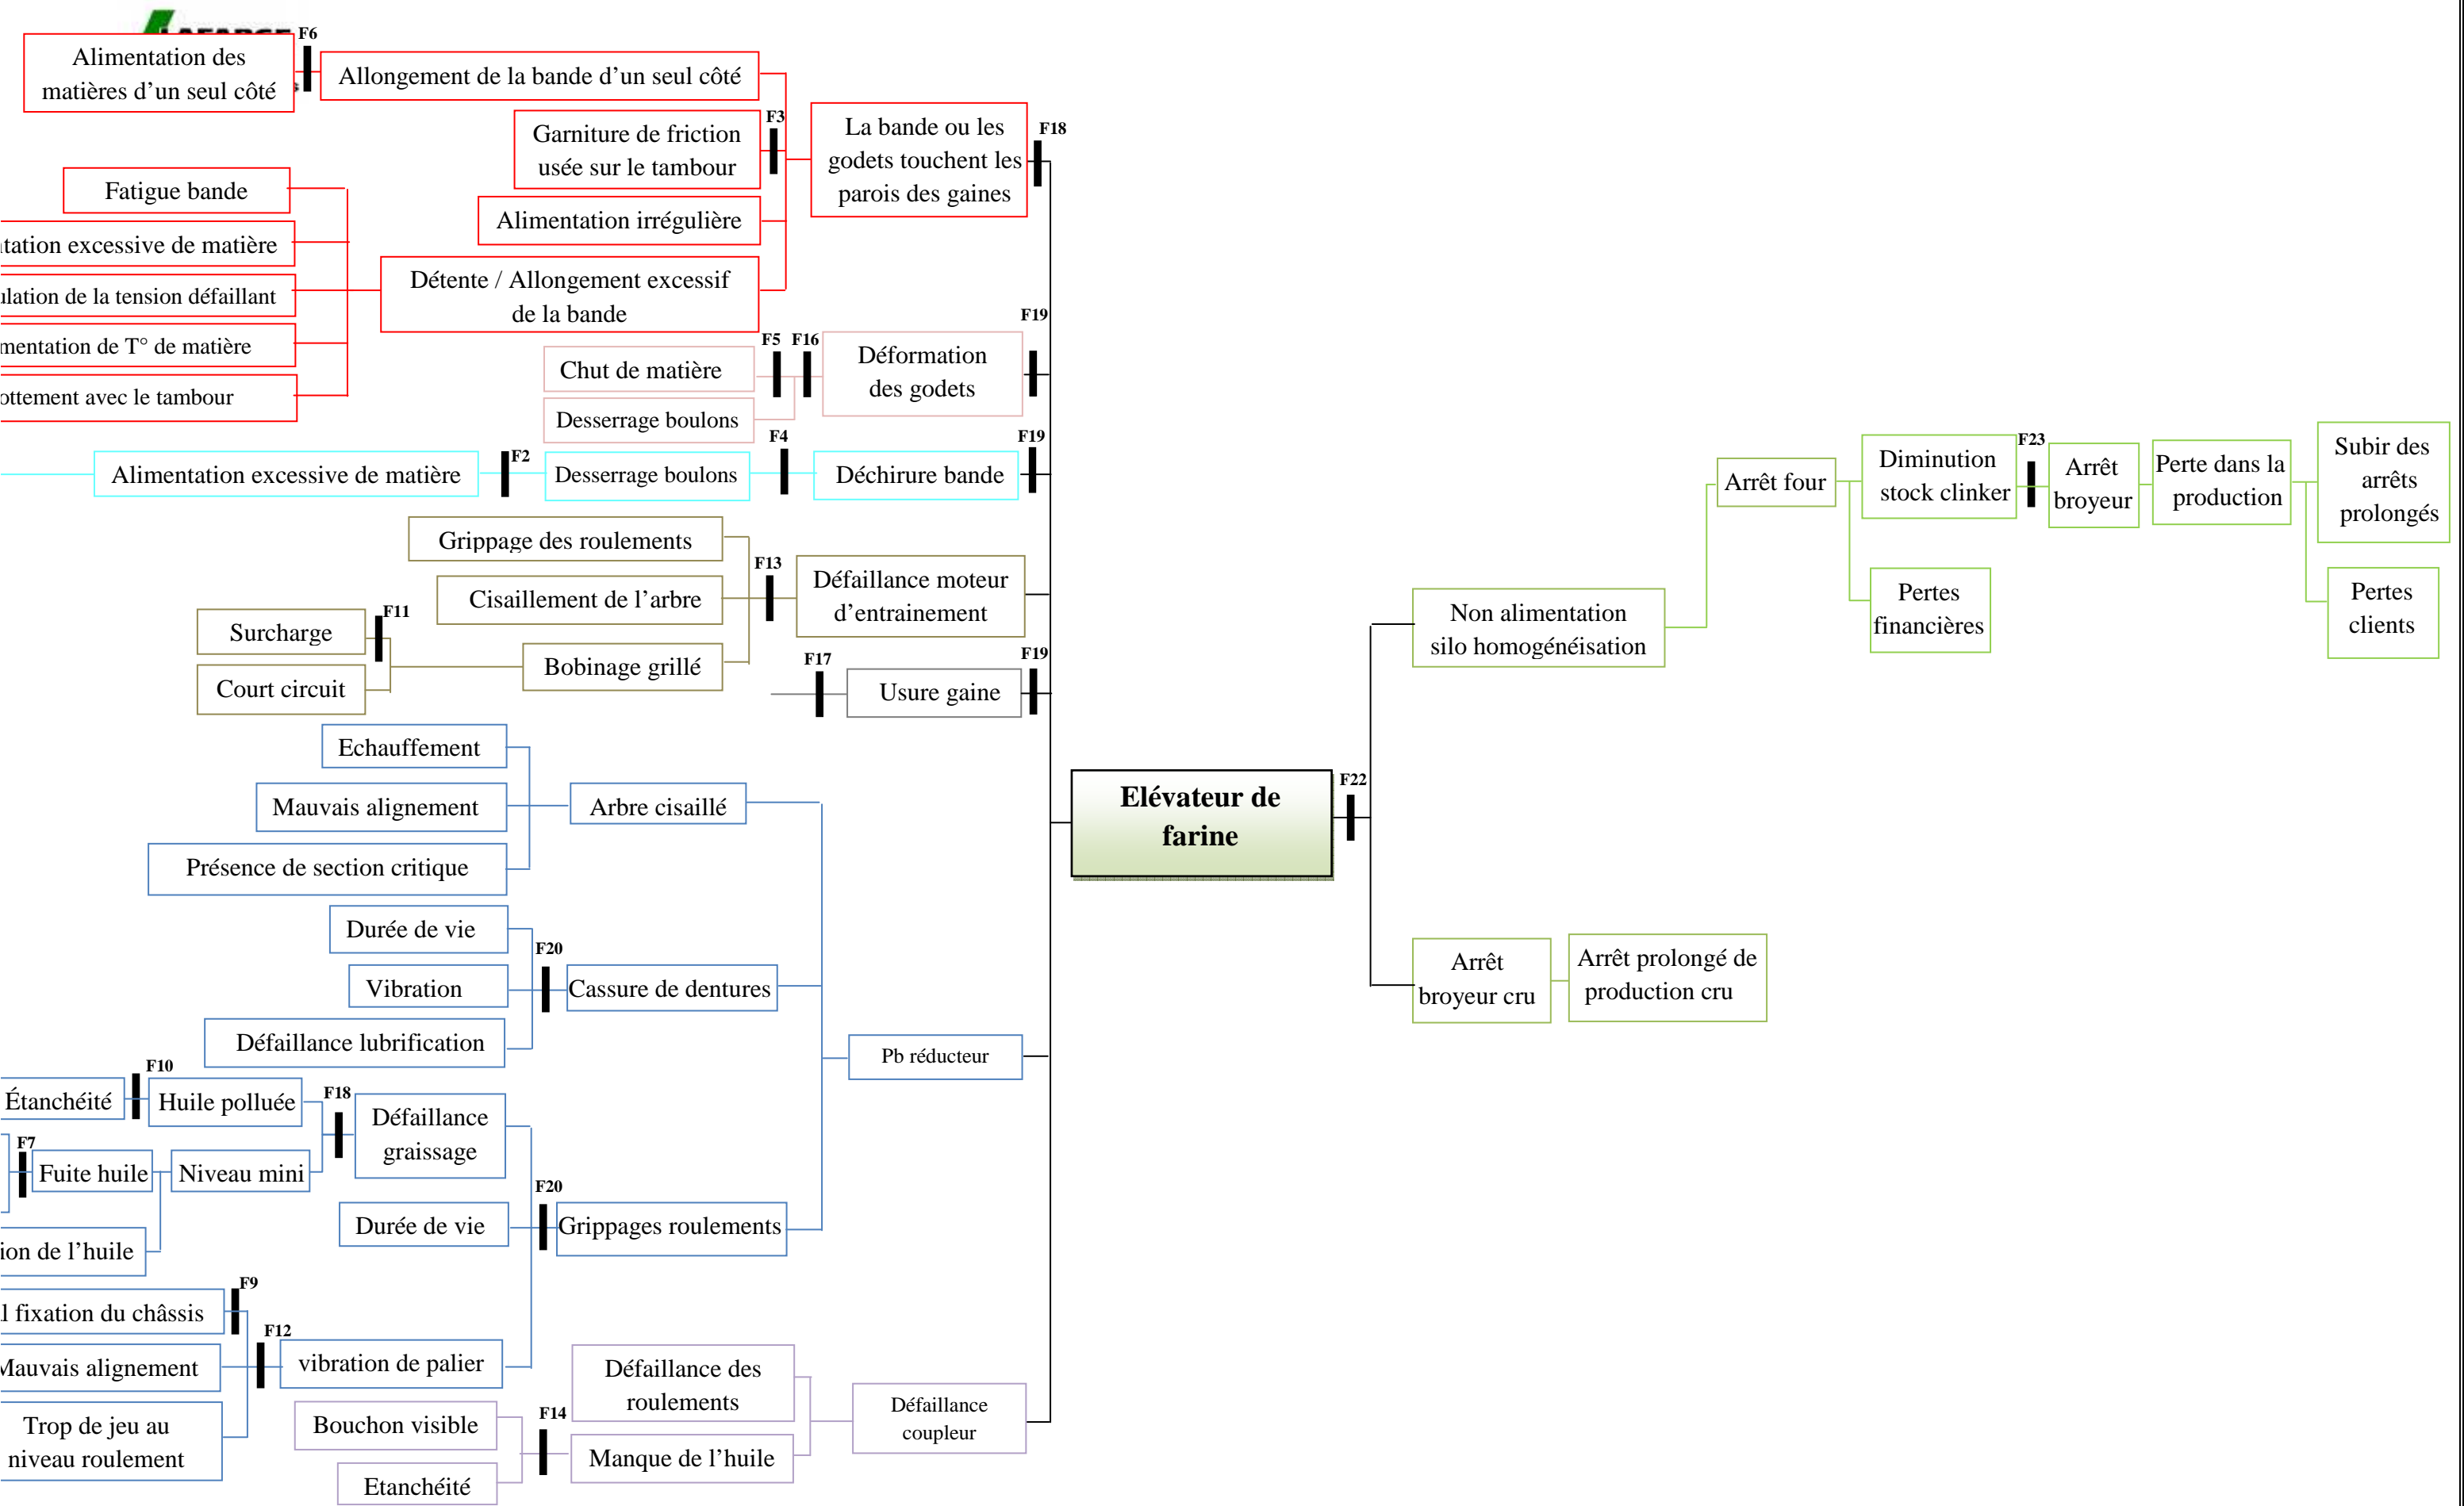 LAFARGE
F6
Alimentation des
matières d’un seul côté
Allongement de la bande d’un seul côté
F3
Garniture de friction
usée sur le tambour
La bande ou les
godets touchent les
parois des gaines
F18
Fatigue bande
Alimentation irrégulière
tation excessive de matière
ulation de la tension défaillant
mentation de T° de matière
ottement avec le tambour
Détente / Allongement excessif
de la bande
F19
F5
F16
Chut de matière
Desserrage boulons
Déformation
des godets
F19
F4
F2
Alimentation excessive de matière
Desserrage boulons
Déchirure bande
Grippage des roulements
Cisaillement de l’arbre
F13
Défaillance moteur
d’entrainement
F11
Surcharge
Court circuit
Bobinage grillé
F17
F19
Usure gaine
Echauffement
Mauvais alignement
Présence de section critique
Arbre cisaillé
Durée de vie
Vibration
Défaillance lubrification
F20
Cassure de dentures
Pb réducteur
F10
Étanchéité
Huile polluée
F18
Défaillance
graissage
F7
Fuite huile
Niveau mini
ion de l’huile
Durée de vie
F20
Grippages roulements
F9
l fixation du châssis
F12
Mauvais alignement
vibration de palier
Trop de jeu au
niveau roulement
Défaillance des
roulements
Bouchon visible
F14
Manque de l’huile
Etanchéité
Défaillance
coupleur
Elévateur de
farine
F22
Non alimentation
silo homogénéisation
Arrêt four
Diminution
stock clinker
F23
Arrêt
broyeur
Perte dans la
production
Subir des
arrêts
prolongés
Pertes
financières
Pertes
clients
Arrêt
broyeur cru
Arrêt prolongé de
production cru